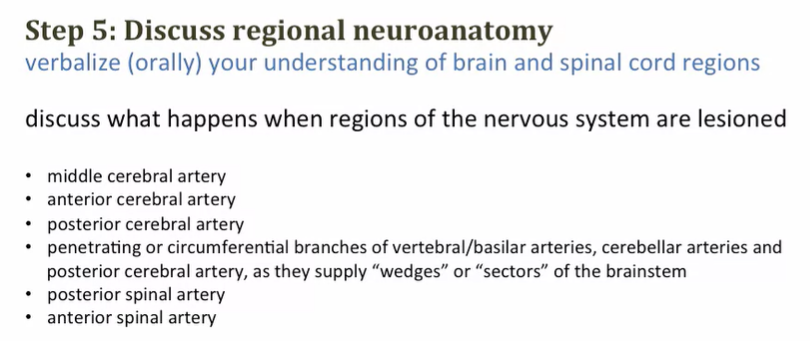 Step 5: Discuss regional neuroanatomy
verbalize (orally) your understanding of brain and spinal cord regions
discuss what happens when regions of the nervous system are lesioned
• middle cerebral artery
• anterior cerebral artery
• posterior cerebral artery
• penetrating or circumferential branches of vertebral/basilar arteries, cerebellar arteries and
posterior cerebral artery, as they supply “wedges” or “sectors” of the brainstem
• posterior spinal artery
• anterior spinal artery